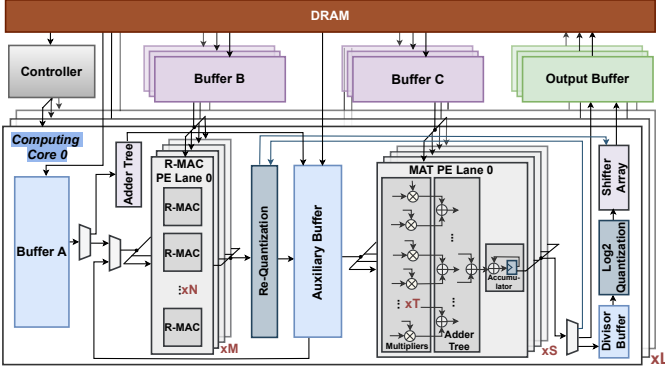 DRAM
Controller
Buffer B
Buffer C
Output Buffer
Computing
Core 0
Adder Tree
R-MAC
PE Lane 0
R-MAC
R-MAC
xN
R-MAC
xM
Buffer A
Re-Quantization
Auxiliary Buffer
MAT PE Lane 0
xT
Multipliers
Adder
Tree
Accumu-
lator
xS
Shifter
Array
Log2
Quantization
Divisor
Buffer
xL